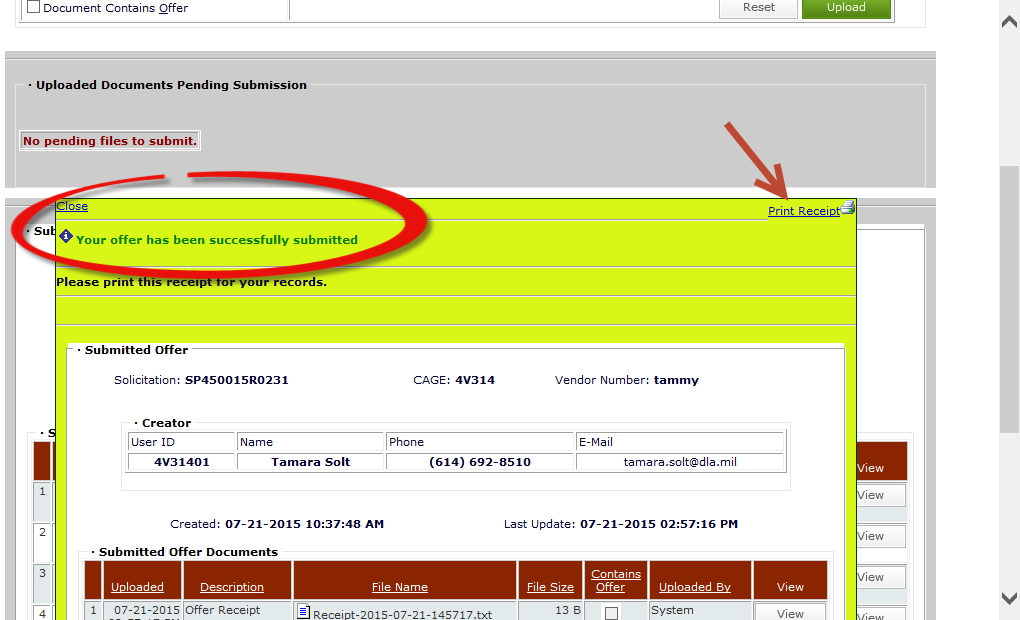 Document Contains Offer
Reset
Upload
· Uploaded Documents Pending Submission
No pending files to submit.
Close
Print Receipt
· Sub
Your offer has been successfully submitted
Please print this receipt for your records.
· Submitted Offer
Solicitation: SP450015R0231 CAGE: 4V314 Vendor Number: tammy
· Creator
· S
User ID Name Phone E-Mail
4V31401 Tamara Solt (614) 692-8510 tamara.solt@dla.mil
View
1 View
Created: 07-21-2015 10:37:48 AM Last Update: 07-21-2015 02:57:16 PM
2 View
· Submitted Offer Documents
3 View
Uploaded Description File Name File Size Contains Offer Uploaded By View
1 07-21-2015 Offer Receipt Receipt-2015-07-21-145717.txt 13 B System View
4 View